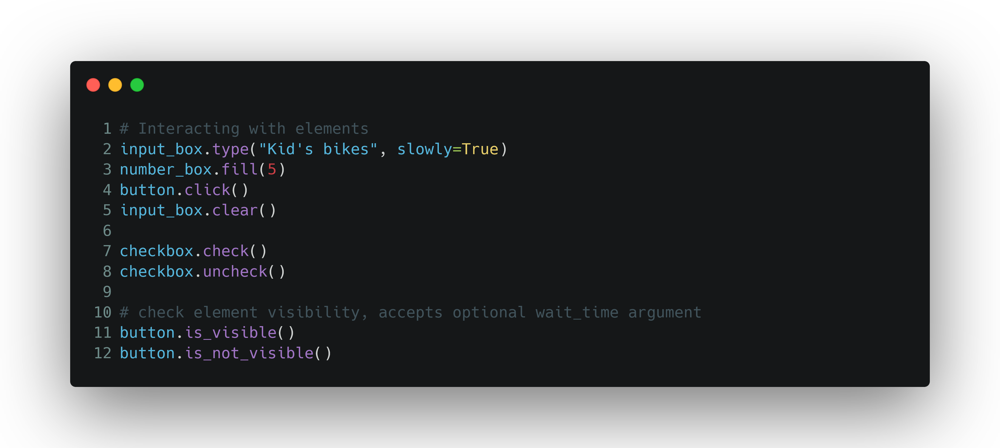 1 # Interacting with elements
2 input_box.type("Kid's bikes", slowly=True)
3 number_box.fill(5)
4 button.click()
5 input_box.clear()
6
7 checkbox.check()
8 checkbox.uncheck()
9
10 # check element visibility, accepts optional wait_time argument
11 button.is_visible()
12 button.is_not_visible()